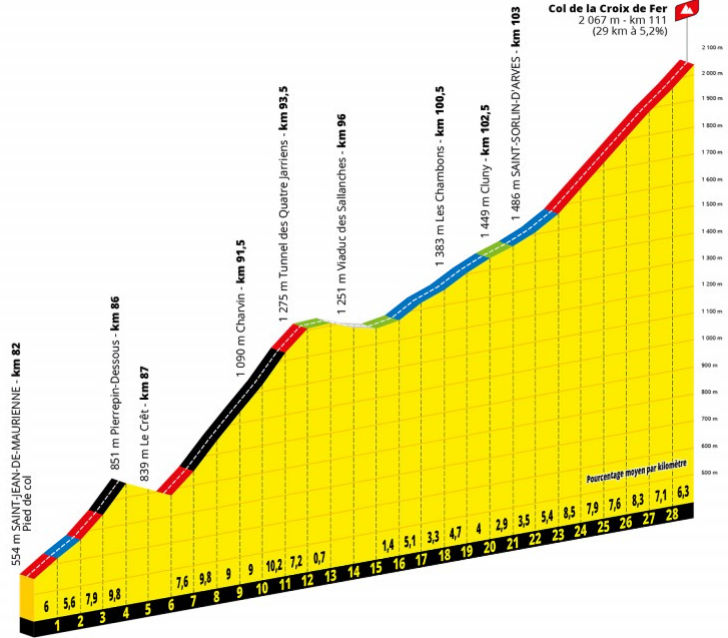 Col de la Croix de Fer
2 067 m - km 111
(29 km à 5,2%)
554 m SAINT-JEAN-DE-MAURIENNE - km 82
Pied de col
851 m Pierrepin-Dessous - km 86
839 m Le Crêt - km 87
1 090 m Charvin - km 91,5
1 275 m Tunnel des Quatre Jarriens - km 93,5
1 251 m Viaduc des Sallanches - km 96
1 383 m Les Chambons - km 100,5
1 449 m Cluny - km 102,5
1 486 m SAINT-SORLIN-D'ARVES - km 103
2 100 m
2 000 m
1 900 m
1 800 m
1 700 m
1 600 m
1 500 m
1 400 m
1 300 m
1 200 m
1 100 m
1 000 m
900 m
800 m
700 m
600 m
500 m
Pourcentage moyen par kilomètre
6 5,6 7,9 9,8 7,6 9,8 9 9 10,2 7,2 0,7 1,4 5,1 3,3 4,7 4 2,9 3,5 5,4 8,5 7,9 7,6 8,3 7,1 6,3
1 2 3 4 5 6 7 8 9 10 11 12 13 14 15 16 17 18 19 20 21 22 23 24 25 26 27 28